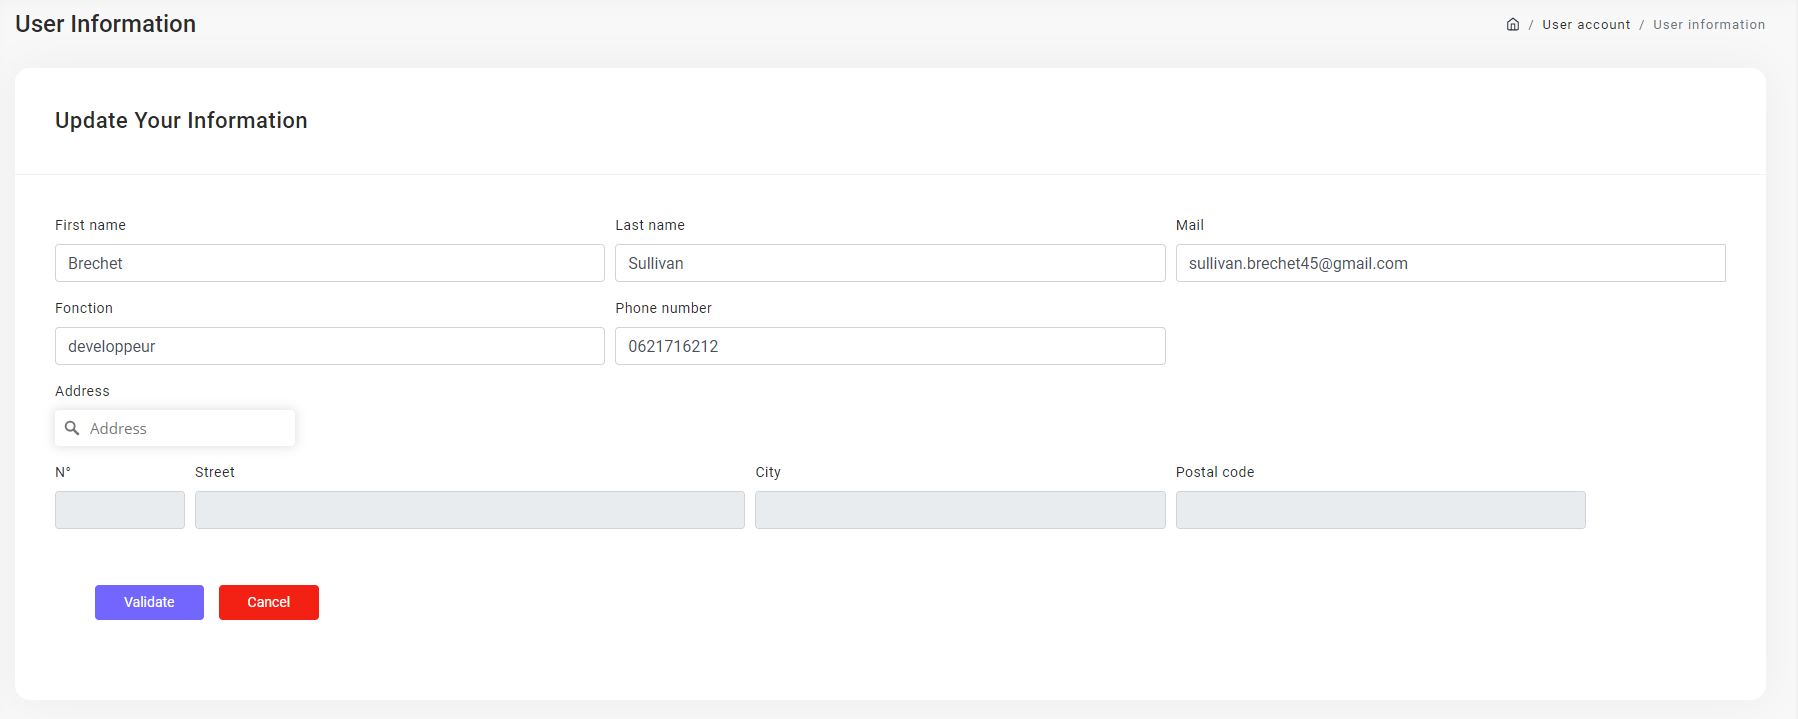 User Information
/ User account / User information
Update Your Information
First name
Last name
Mail
Brechet
Sullivan
sullivan.brechet45@gmail.com
Fonction
Phone number
developpeur
0621716212
Address
Address
N°
Street
City
Postal code
Validate
Cancel